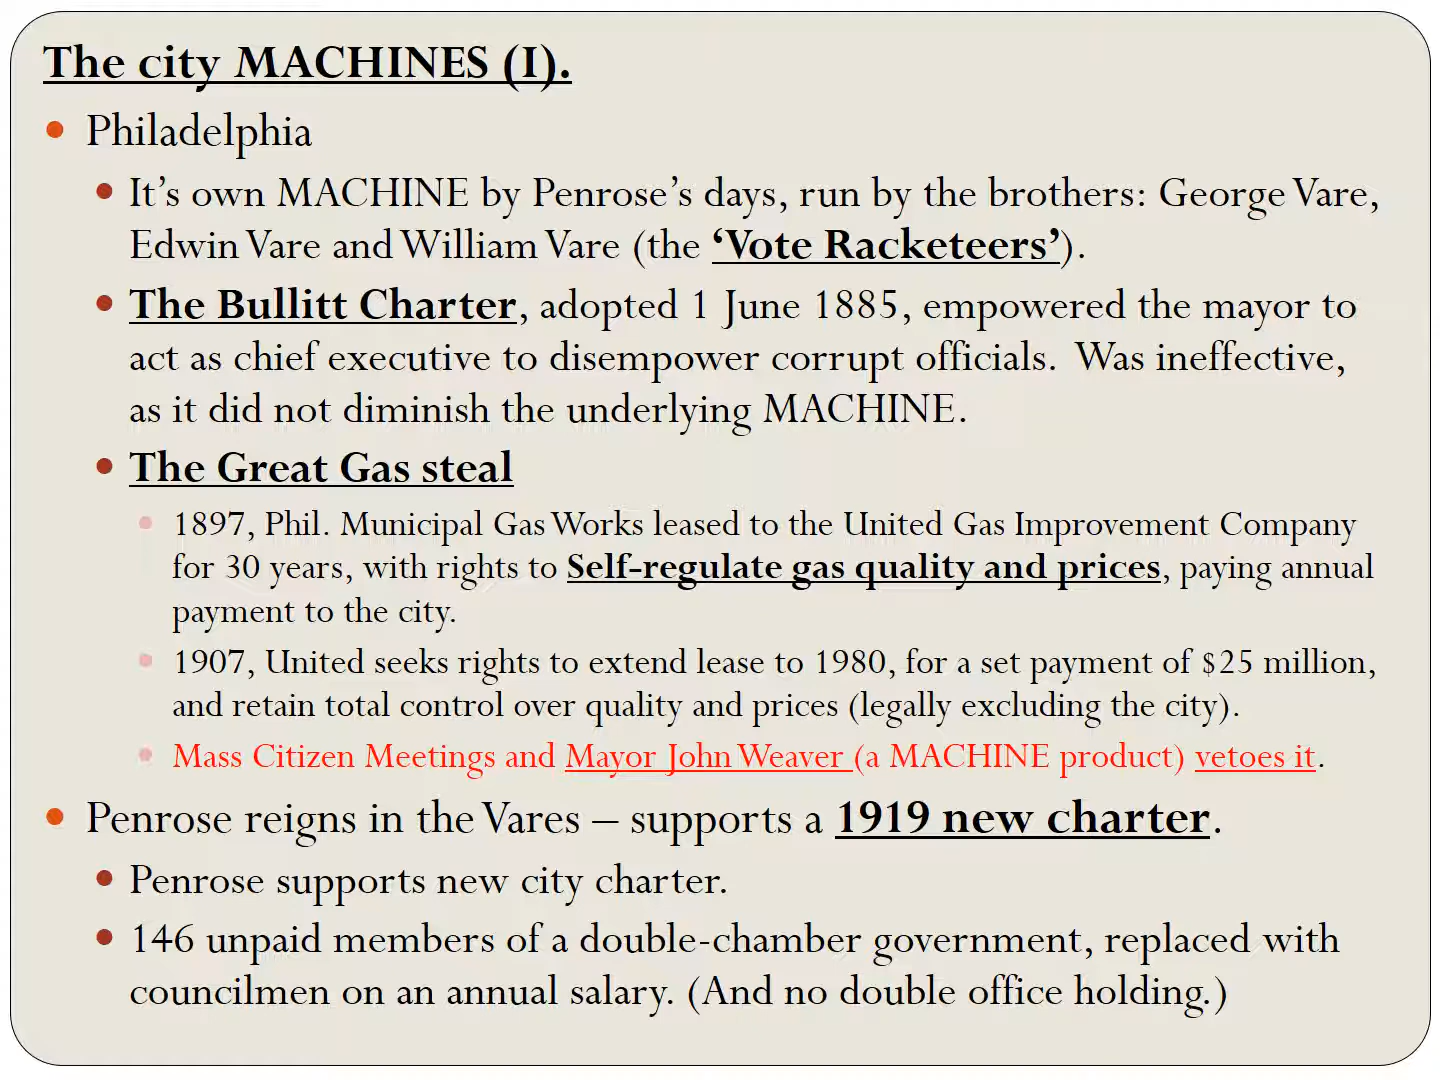 The city MACHINES (I).
Philadelphia
It's own MACHINE by Penrose's days, run by the brothers: George Vare,
Edwin Vare and William Vare (the ‘Vote Racketeers’).
The Bullitt Charter, adopted 1 June 1885, empowered the mayor to
act as chief executive to disempower corrupt officials.  Was ineffective,
as it did not diminish the underlying MACHINE.
The Great Gas steal
1897, Phil. Municipal Gas Works leased to the United Gas Improvement Company
for 30 years, with rights to Self-regulate gas quality and prices, paying annual
payment to the city.
1907, United seeks rights to extend lease to 1980, for a set payment of $25 million,
and retain total control over quality and prices (legally excluding the city).
Mass Citizen Meetings and Mayor John Weaver (a MACHINE product) vetoes it.
Penrose reigns in the Vares – supports a 1919 new charter.
Penrose supports new city charter.
146 unpaid members of a double-chamber government, replaced with
councilmen on an annual salary. (And no double office holding.)